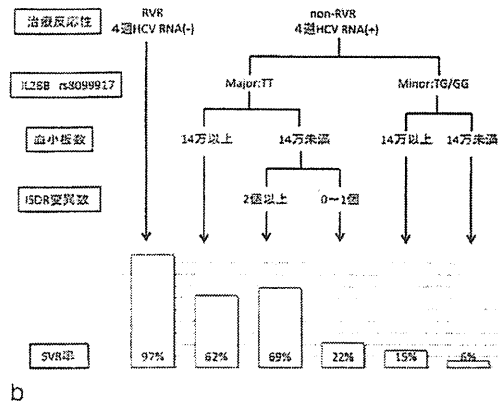 治療反応性
RVR
4週HCV RNA(-)
non-RVR
4週HCV RNA(+)
IL28B rs8099917
Major:TT
Minor:TG/GG
血小板数
14万以上
14万未満
14万以上
14万未満
ISDR変異数
2個以上
0~1個
SVR率
97%
62%
69%
22%
15%
6%
b